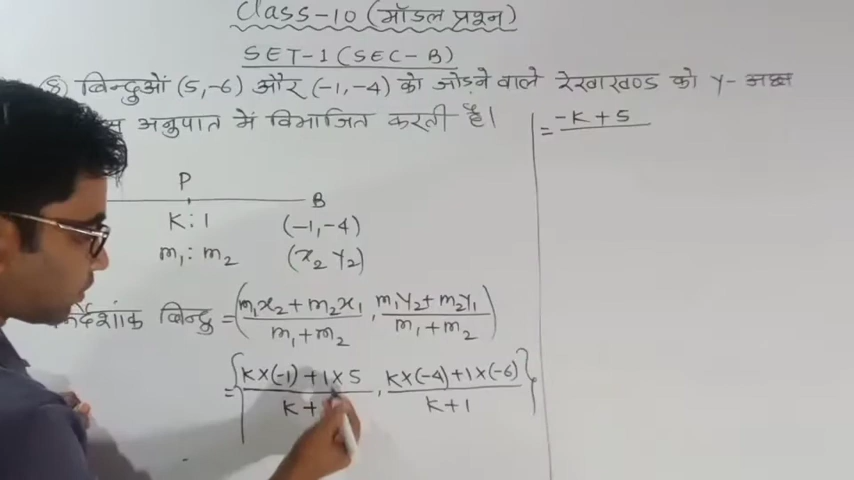 Class-10 (मॉडल प्रश्न)
SET-1 (SEC-B)
बिन्दुओं (5,-6) और (-1,-4) को जोड़ने वाले रेखाखण्ड को Y-अक्ष
अनुपात में विभाजित करती है।
P
B
K:1 (-1,-4)
m₁:m₂ (x₂ y₂)
निर्देशांक बिन्दु = (m₁x₂+m₂x₁/m₁+m₂, m₁y₂+m₂y₁/m₁+m₂)
= {K×(-1)+1×5/K+, K×(-4)+1×(-6)/K+1}
= -K+5